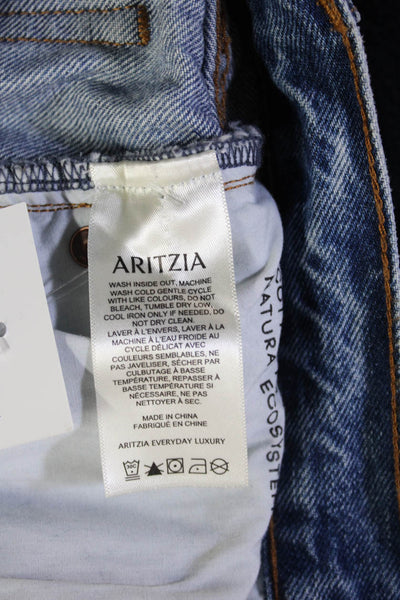 ARITZIA
WASH INSIDE OUT, MACHINE
WASH COLD GENTLE CYCLE
WITH LIKE COLOURS, DO NOT
BLEACH, TUMBLE DRY LOW,
COOL IRON ONLY IF NEEDED, DO
NOT DRY CLEAN.
LAVER À L'ENVERS, LAVER À LA
MACHINE À L'EAU FROIDE AU
CYCLE DÉLICAT AVEC
COULEURS SEMBLABLES, NE
PAS JAVELISER, SÉCHER PAR
CULBUTAGE À BASSE
TEMPÉRATURE, REPASSER À
BASSE TEMPÉRATURE SI
NÉCESSAIRE, NE PAS
NETTOYER À SEC.
MADE IN CHINA
FABRIQUÉ EN CHINE
ARITZIA EVERYDAY LUXURY
30C
NATURAL ECOSYSTEM